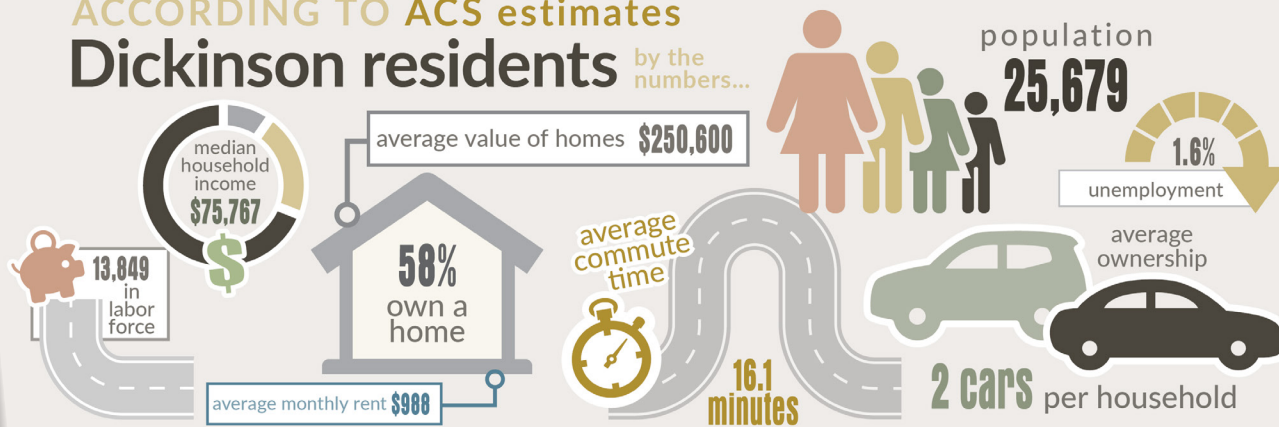 ACCORDING TO ACS estimates
Dickinson residents by the
numbers...
population
25,679
median
household
income
$75,767
$
average value of homes $250,600
1.6%
unemployment
13,849
in
labor
force
58%
own a
home
average
commute
time
average
ownership
16.1
minutes
2 cars per household
average monthly rent $988